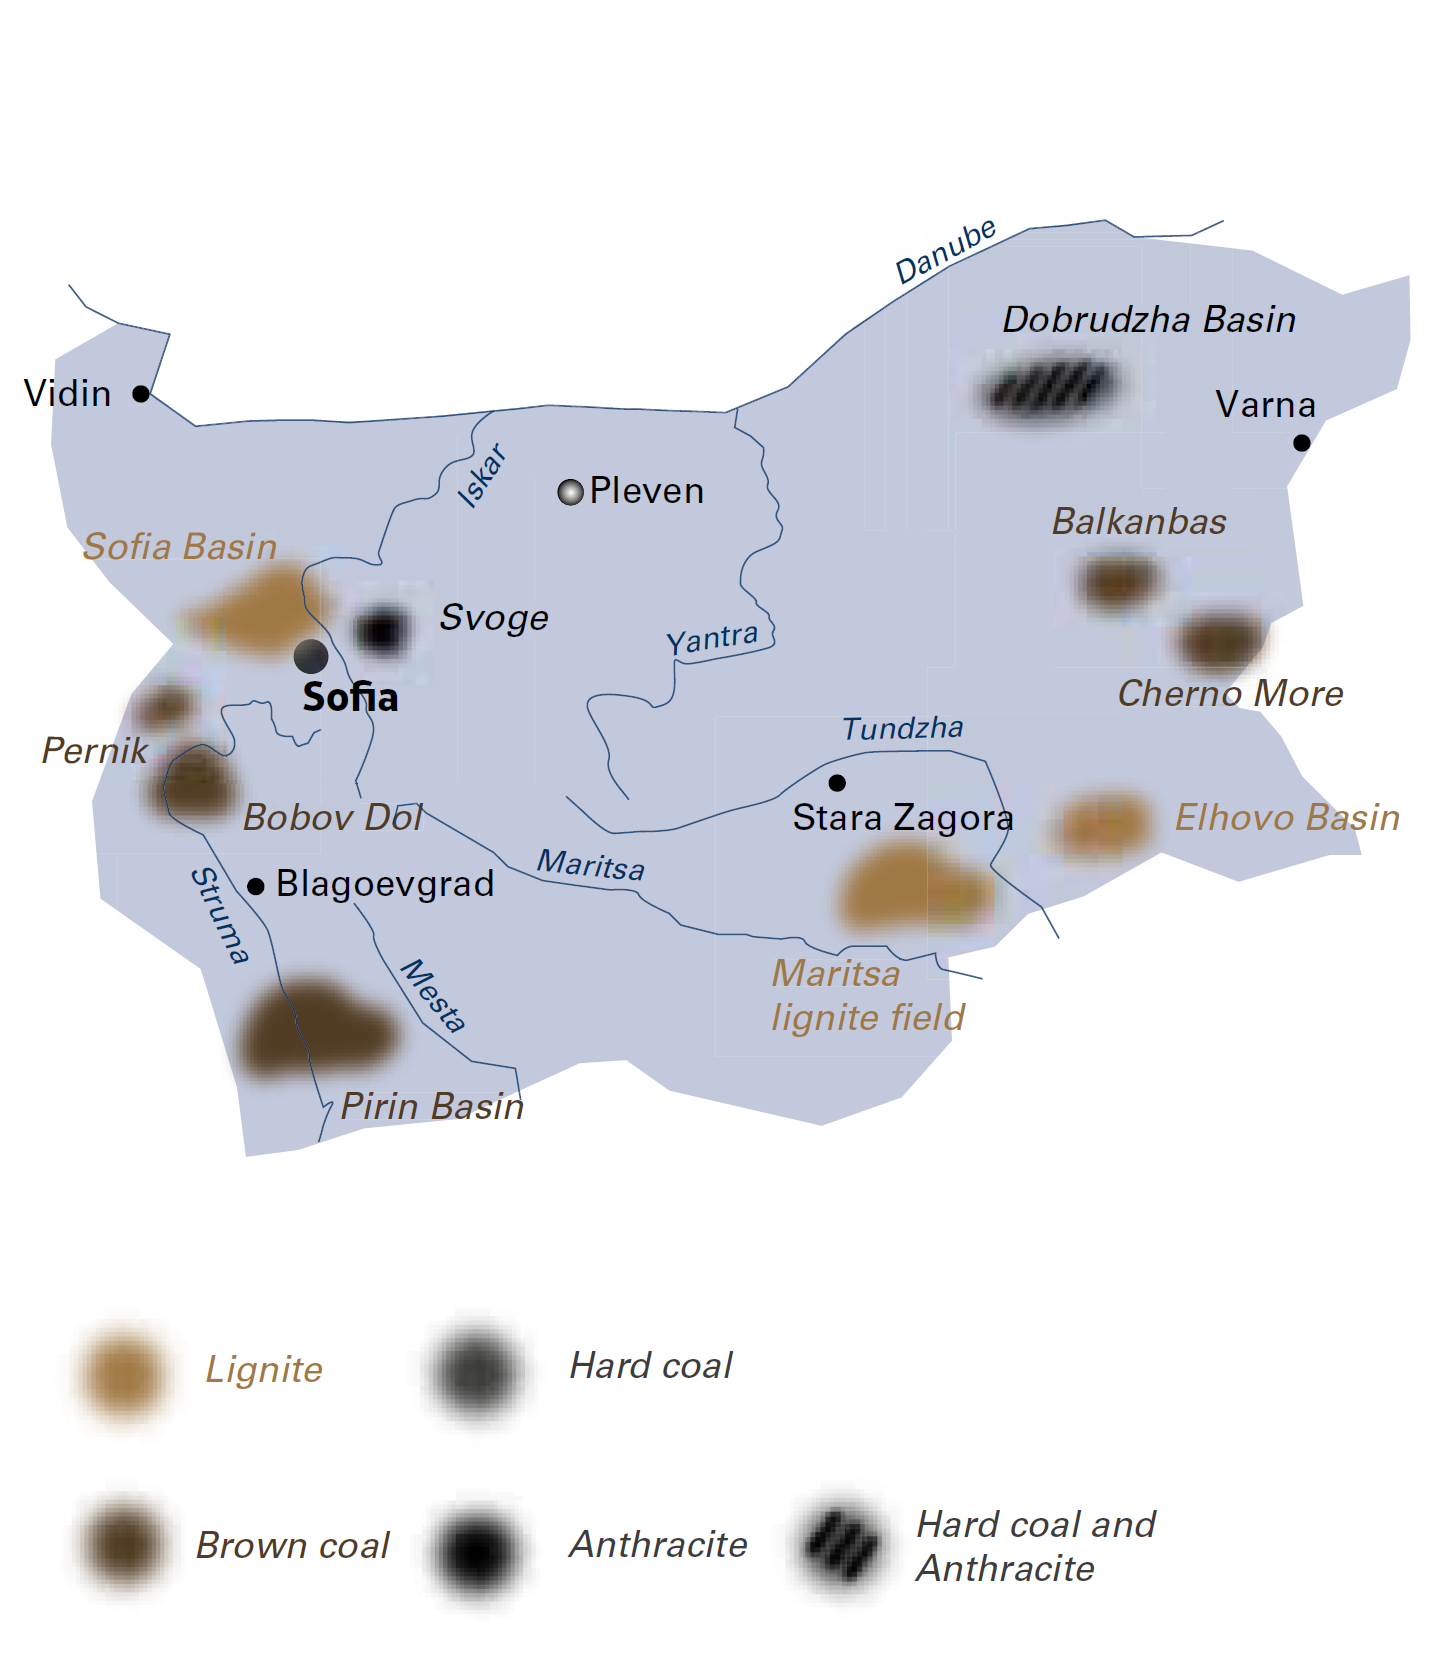 Danube
Dobrudzha Basin
Vidin
Varna
Iskar
Pleven
Balkanbas
Sofia Basin
Svoge
Yantra
Sofia
Cherno More
Pernik
Tundzha
Bobov Dol
Stara Zagora
Elhovo Basin
Maritsa
Struma
Blagoevgrad
Mesta
Maritsa
lignite field
Pirin Basin
Lignite
Hard coal
Brown coal
Anthracite
Hard coal and
Anthracite